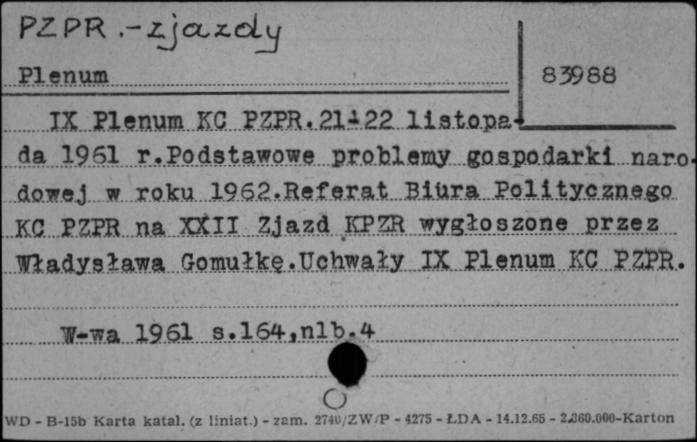 PZPR.-zjazdy
Plenum
83988
IX Plenum KC PZPR.21-22 listopa-
da 1961 r.Podstawowe problemy gospodarki naro-
dowej w roku 1962.Referat Biura Politycznego
KC PZPR na XXII Zjazd KPZR wygłoszone przez
Władysława Gomułkę.Uchwały IX Plenum KC PZPR.
W-wa 1961 s.164,nlb.4
WD - B-15b Karta katal. (z liniat.) - zam. 2740/ZW/P - 4275 - ŁDA - 14.12.65 - 2.360.000-Karton